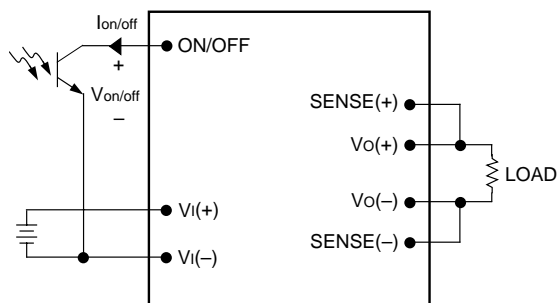 Ion/off
ON/OFF
+
Von/off
–
SENSE(+)
VO(+)
LOAD
VO(–)
VI(+)
SENSE(–)
VI(–)